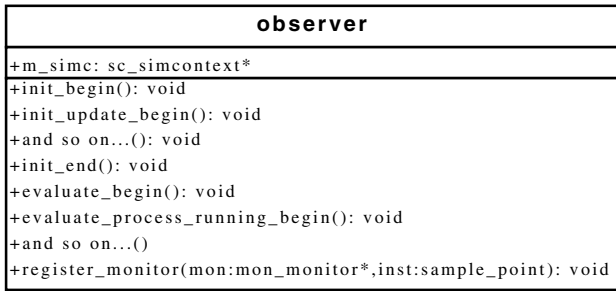 observer
+m_simc: sc_simcontext*
+init_begin(): void
+init_update_begin(): void
+and so on...(): void
+init_end(): void
+evaluate_begin(): void
+evaluate_process_running_begin(): void
+and so on...()
+register_monitor(mon:mon_monitor*,inst:sample_point): void